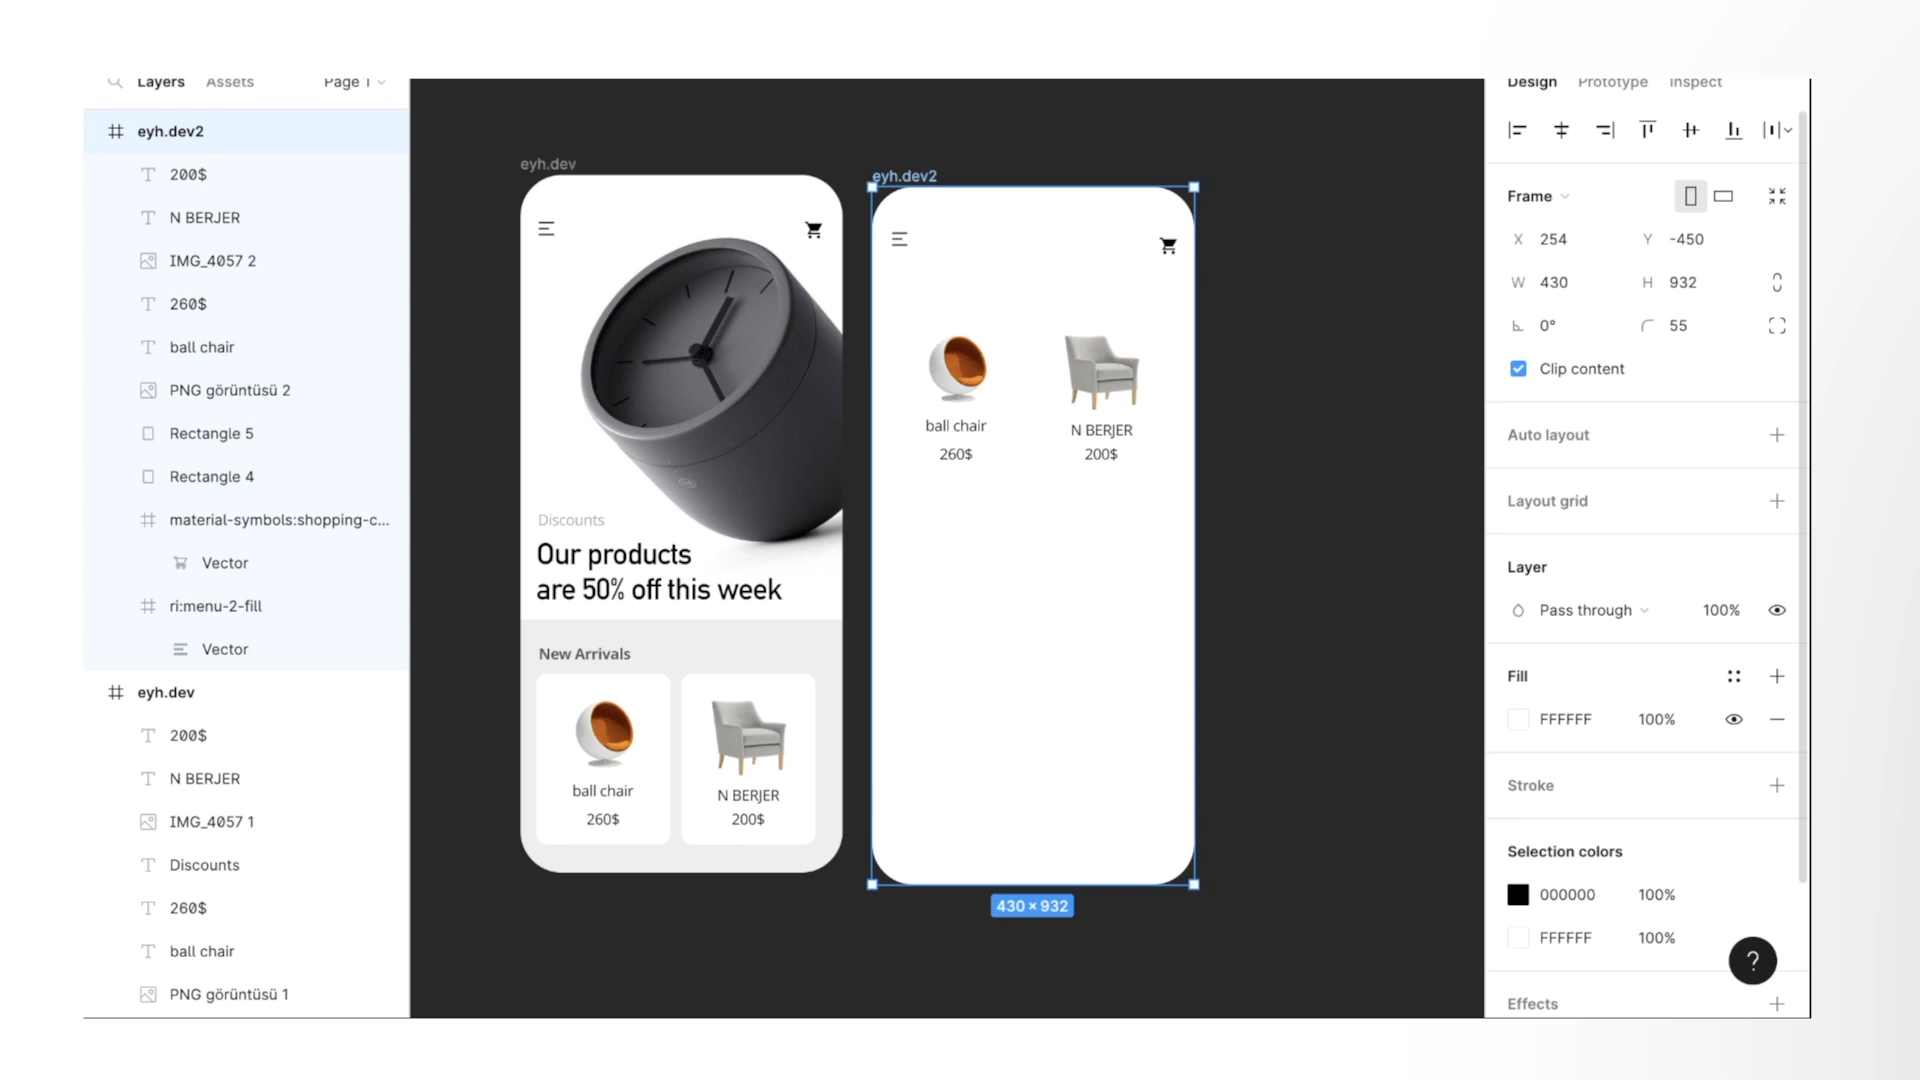 Layers Assets Page 1
eyh.dev2
200$
N BERJER
IMG_4057 2
260$
ball chair
PNG görüntüsü 2
Rectangle 5
Rectangle 4
material-symbols:shopping-c...
Vector
ri:menu-2-fill
Vector
eyh.dev
200$
N BERJER
IMG_4057 1
Discounts
260$
ball chair
PNG görüntüsü 1
eyh.dev
Discounts
Our products
are 50% off this week
New Arrivals
ball chair
260$
N BERJER
200$
eyh.dev2
ball chair
260$
N BERJER
200$
430 × 932
Design Prototype Inspect
Frame
X 254 Y -450
W 430 H 932
0° 55
Clip content
Auto layout
Layout grid
Layer
Pass through 100%
Fill
FFFFFF 100%
Stroke
Selection colors
000000 100%
FFFFFF 100%
?
Effects